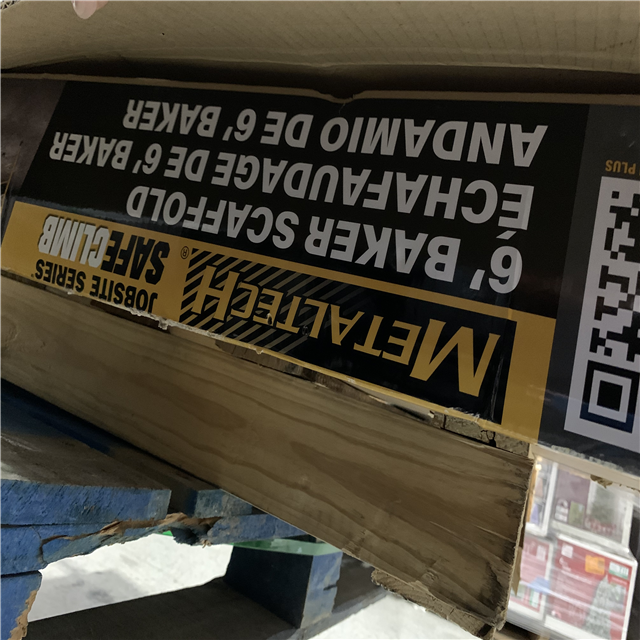 METALTECH®
JOBSITE SERIES
SAFECLIMB
6' BAKER SCAFFOLD
ÉCHAFAUDAGE DE 6' BAKER
ANDAMIO DE 6' BAKER
PLUS